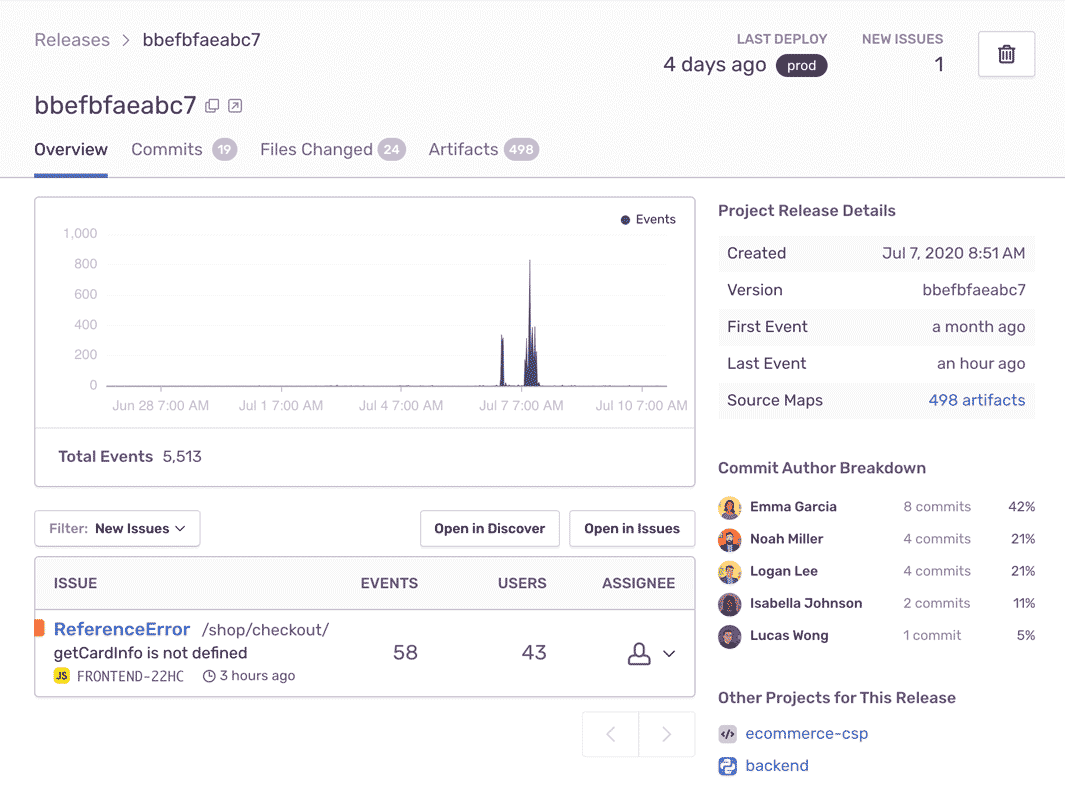 Releases > bbefbfaeabc7
LAST DEPLOY
4 days ago prod
NEW ISSUES
1
bbefbfaeabc7
Overview Commits 19 Files Changed 24 Artifacts 498
Events
1,000
800
600
400
200
0
Jun 28 7:00 AM Jul 1 7:00 AM Jul 4 7:00 AM Jul 7 7:00 AM Jul 10 7:00 AM
Total Events 5,513
Filter: New Issues
Open in Discover
Open in Issues
ISSUE EVENTS USERS ASSIGNEE
ReferenceError /shop/checkout/
getCardInfo is not defined
58 43
JS FRONTEND-22HC 3 hours ago
Project Release Details
Created Jul 7, 2020 8:51 AM
Version bbefbfaeabc7
First Event a month ago
Last Event an hour ago
Source Maps 498 artifacts
Commit Author Breakdown
Emma Garcia 8 commits 42%
Noah Miller 4 commits 21%
Logan Lee 4 commits 21%
Isabella Johnson 2 commits 11%
Lucas Wong 1 commit 5%
Other Projects for This Release
</> ecommerce-csp
backend